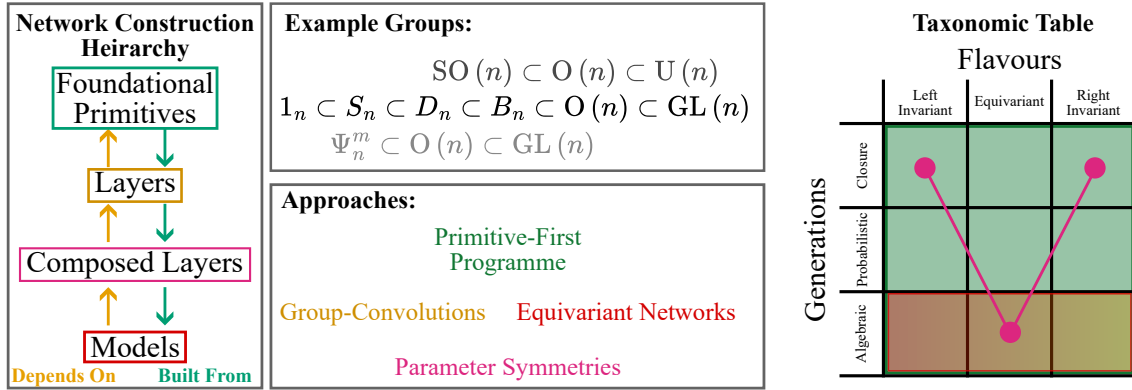 Network Construction
Heirarchy
Foundational
Primitives
Layers
Composed Layers
Models
Depends On
Built From
Example Groups:
SO (n) ⊂ O (n) ⊂ U (n)
1ₙ ⊂ Sₙ ⊂ Dₙ ⊂ Bₙ ⊂ O (n) ⊂ GL (n)
Ψₙᵐ ⊂ O (n) ⊂ GL (n)
Approaches:
Primitive-First
Programme
Group-Convolutions
Equivariant Networks
Parameter Symmetries
Taxonomic Table
Flavours
Left
Invariant
Equivariant
Right
Invariant
Generations
Closure
Probabilistic
Algebraic